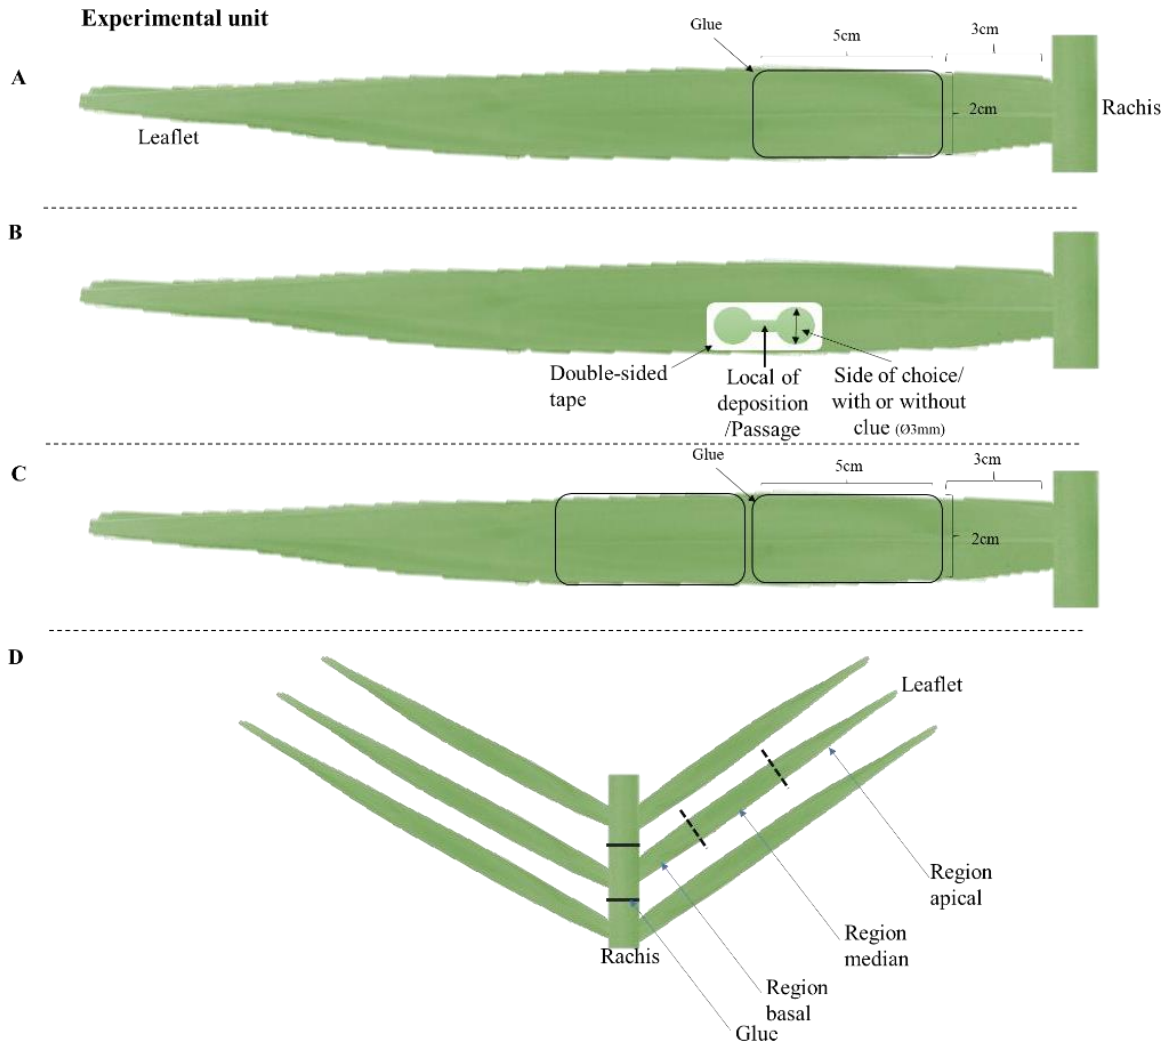 Experimental unit
Glue
5cm
3cm
A
2cm
Rachis
Leaflet
B
Double-sided
tape
Local of
deposition
/Passage
Side of choice/
with or without
clue (Ø3mm)
C
Glue
5cm
3cm
2cm
D
Leaflet
Region
apical
Region
median
Rachis
Region
basal
Glue